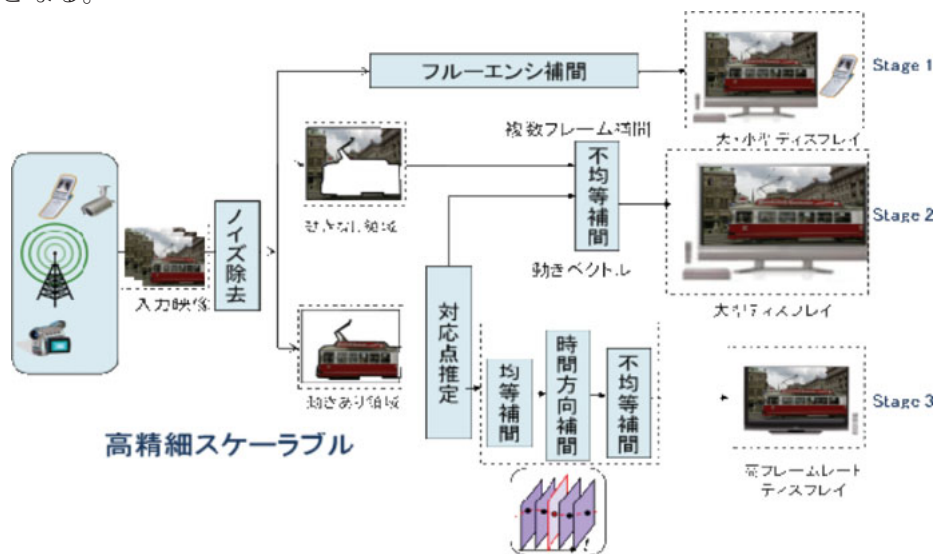 となる。
フルーエンシ補間
Stage 1
大・小型ディスプレイ
複数フレーム補間
不均等補間
Stage 2
動きなし領域
ノイズ除去
入力映像
動きベクトル
大型ディスプレイ
対応点推定
動きあり領域
均等補間
時間方向補間
不均等補間
Stage 3
高精細スケーラブル
高フレームレート
ディスプレイ
t